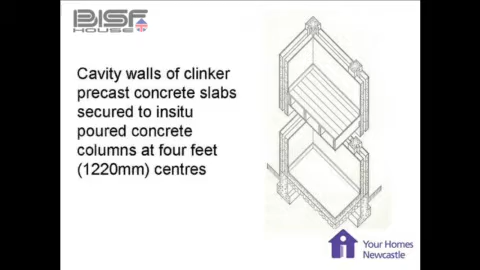 BISF
HOUSE
Cavity walls of clinker
precast concrete slabs
secured to insitu
poured concrete
columns at four feet
(1220mm) centres
Your Homes
Newcastle